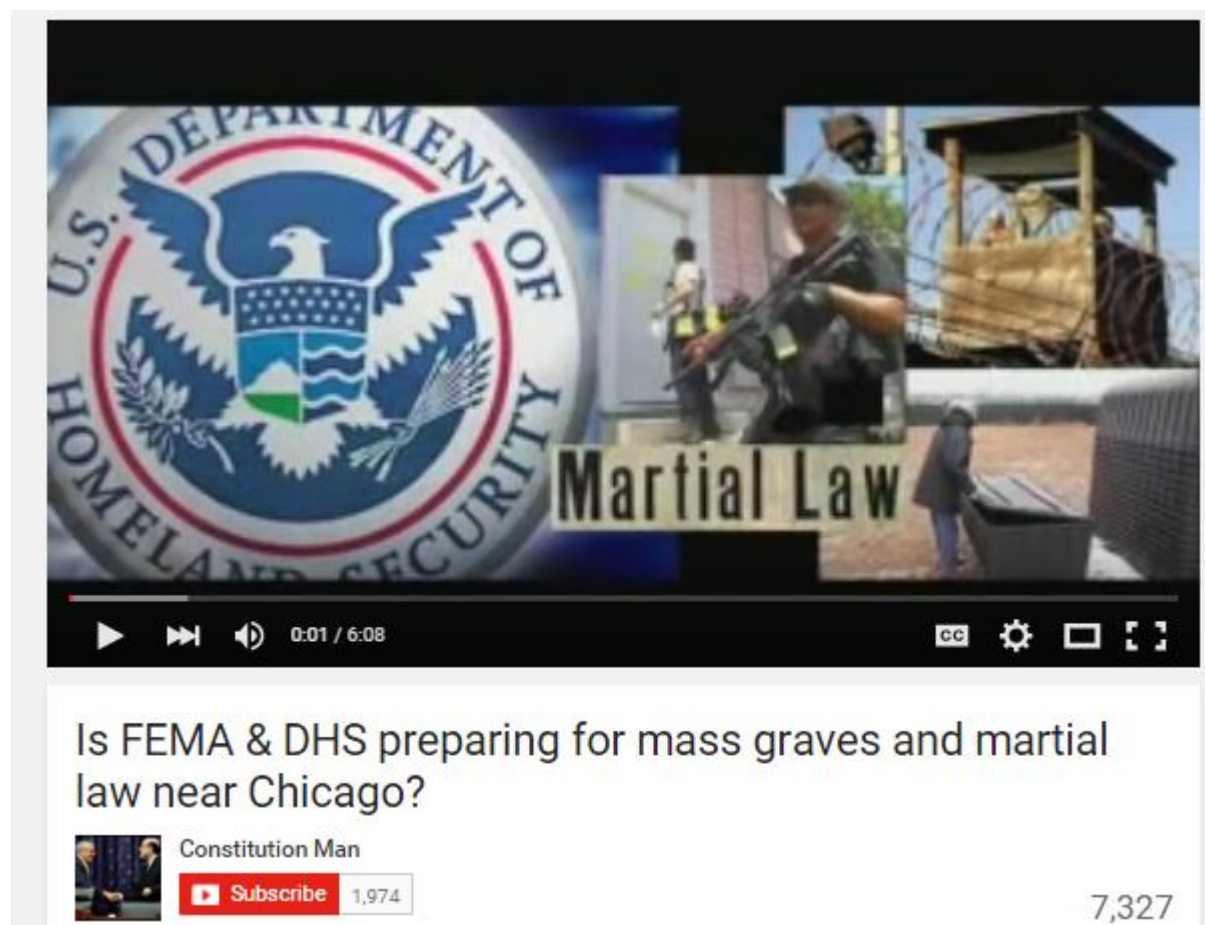 U.S. DEPARTMENT OF
HOMELAND SECURITY
Martial Law
0:01 / 6:08
CC
Is FEMA & DHS preparing for mass graves and martial
law near Chicago?
Constitution Man
Subscribe 1,974
7,327